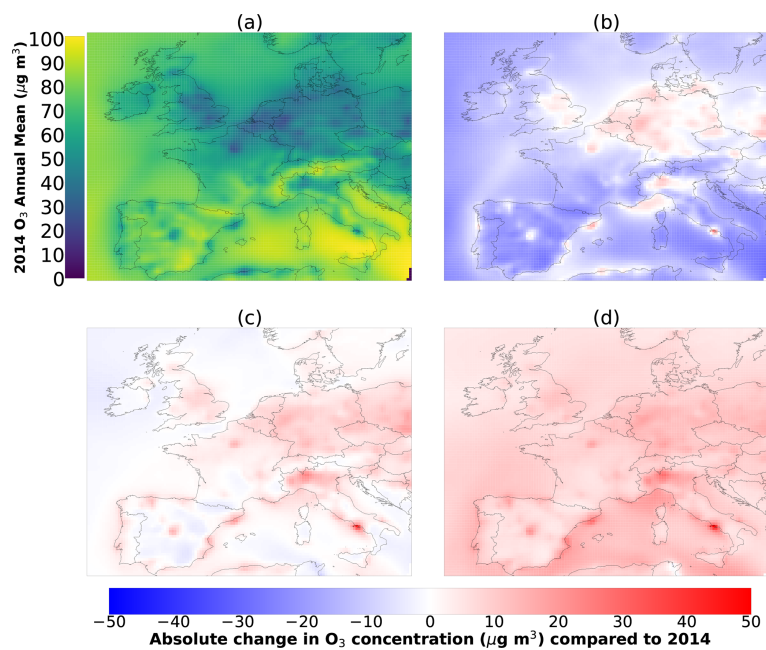 (a)
(b)
2014 O₃ Annual Mean (μg m³)
100
90
80
70
60
50
40
30
20
10
0
(c)
(d)
−50 −40 −30 −20 −10 0 10 20 30 40 50
Absolute change in O₃ concentration (μg m³) compared to 2014